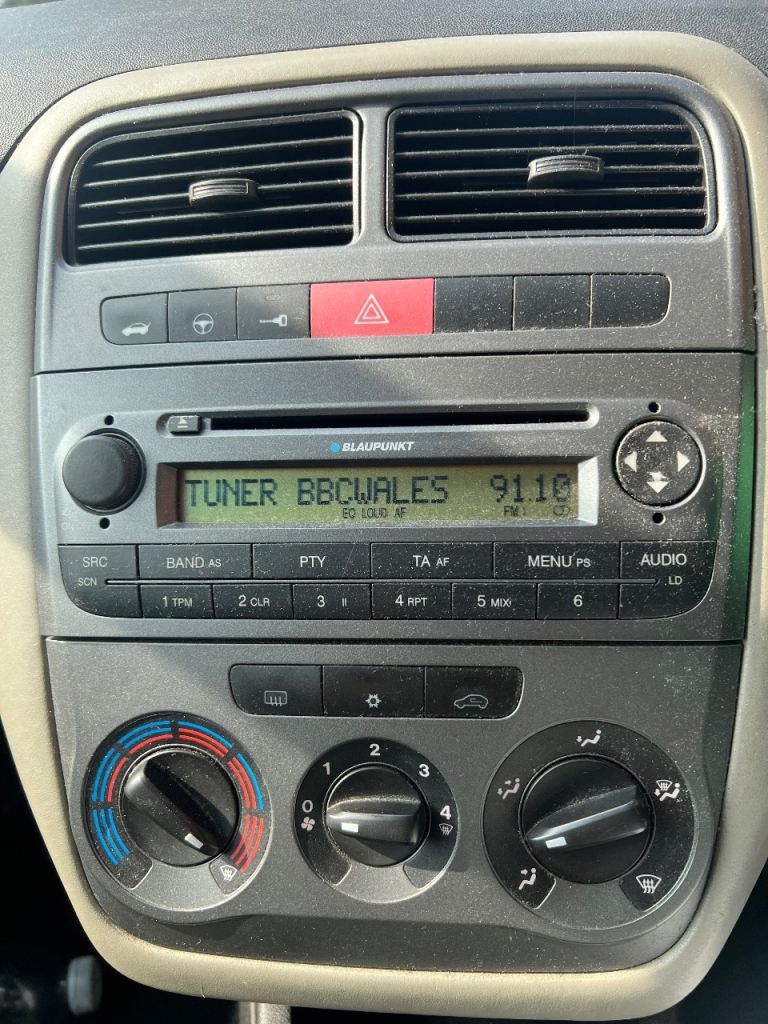 BLAUPUNKT
TUNER BBCWALES 91.10
EQ LOUD AF FM
SRC BAND AS PTY TA AF MENU PS AUDIO
SCN LD
1 TPM 2 CLR 3 II 4 RPT 5 MIX 6
0 1 2 3 4